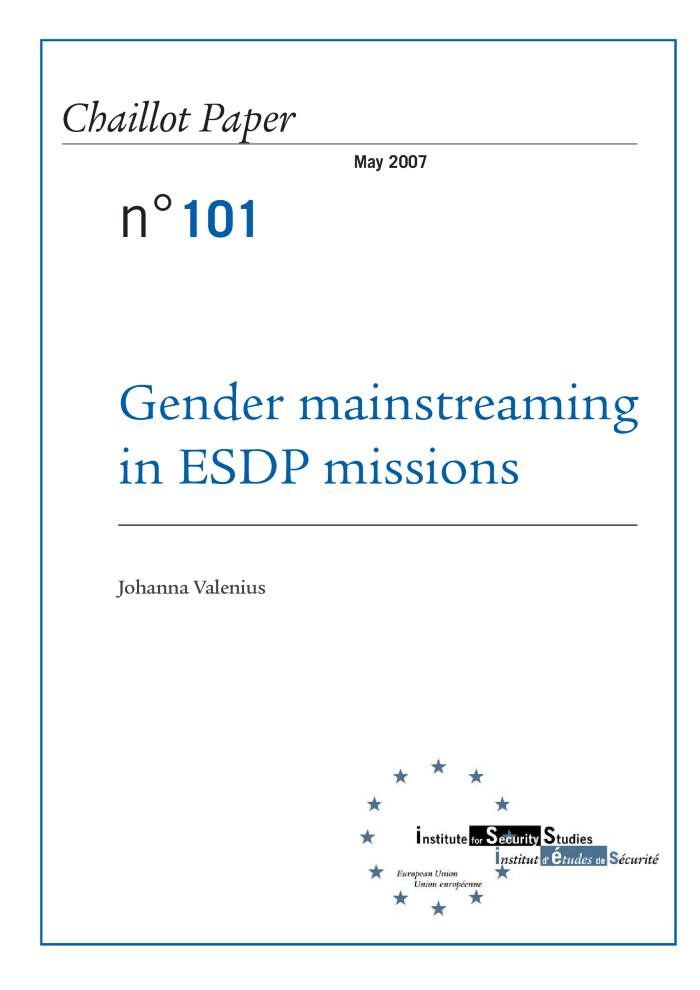 Chaillot Paper
May 2007
n° 101
Gender mainstreaming
in ESDP missions
Johanna Valenius
Institute for Security Studies
Institut d' études de Sécurité
European Union
Union européenne